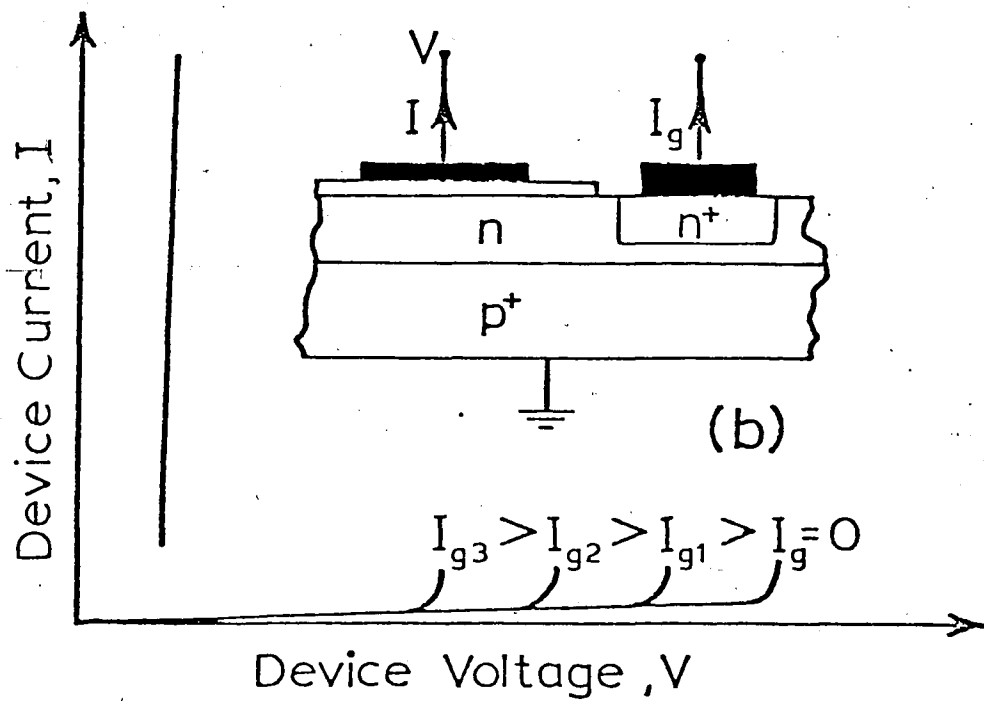 V
I
I_g
n
n⁺
p⁺
(b)
Device Current, I
I_g3 > I_g2 > I_g1 > I_g = 0
Device Voltage, V